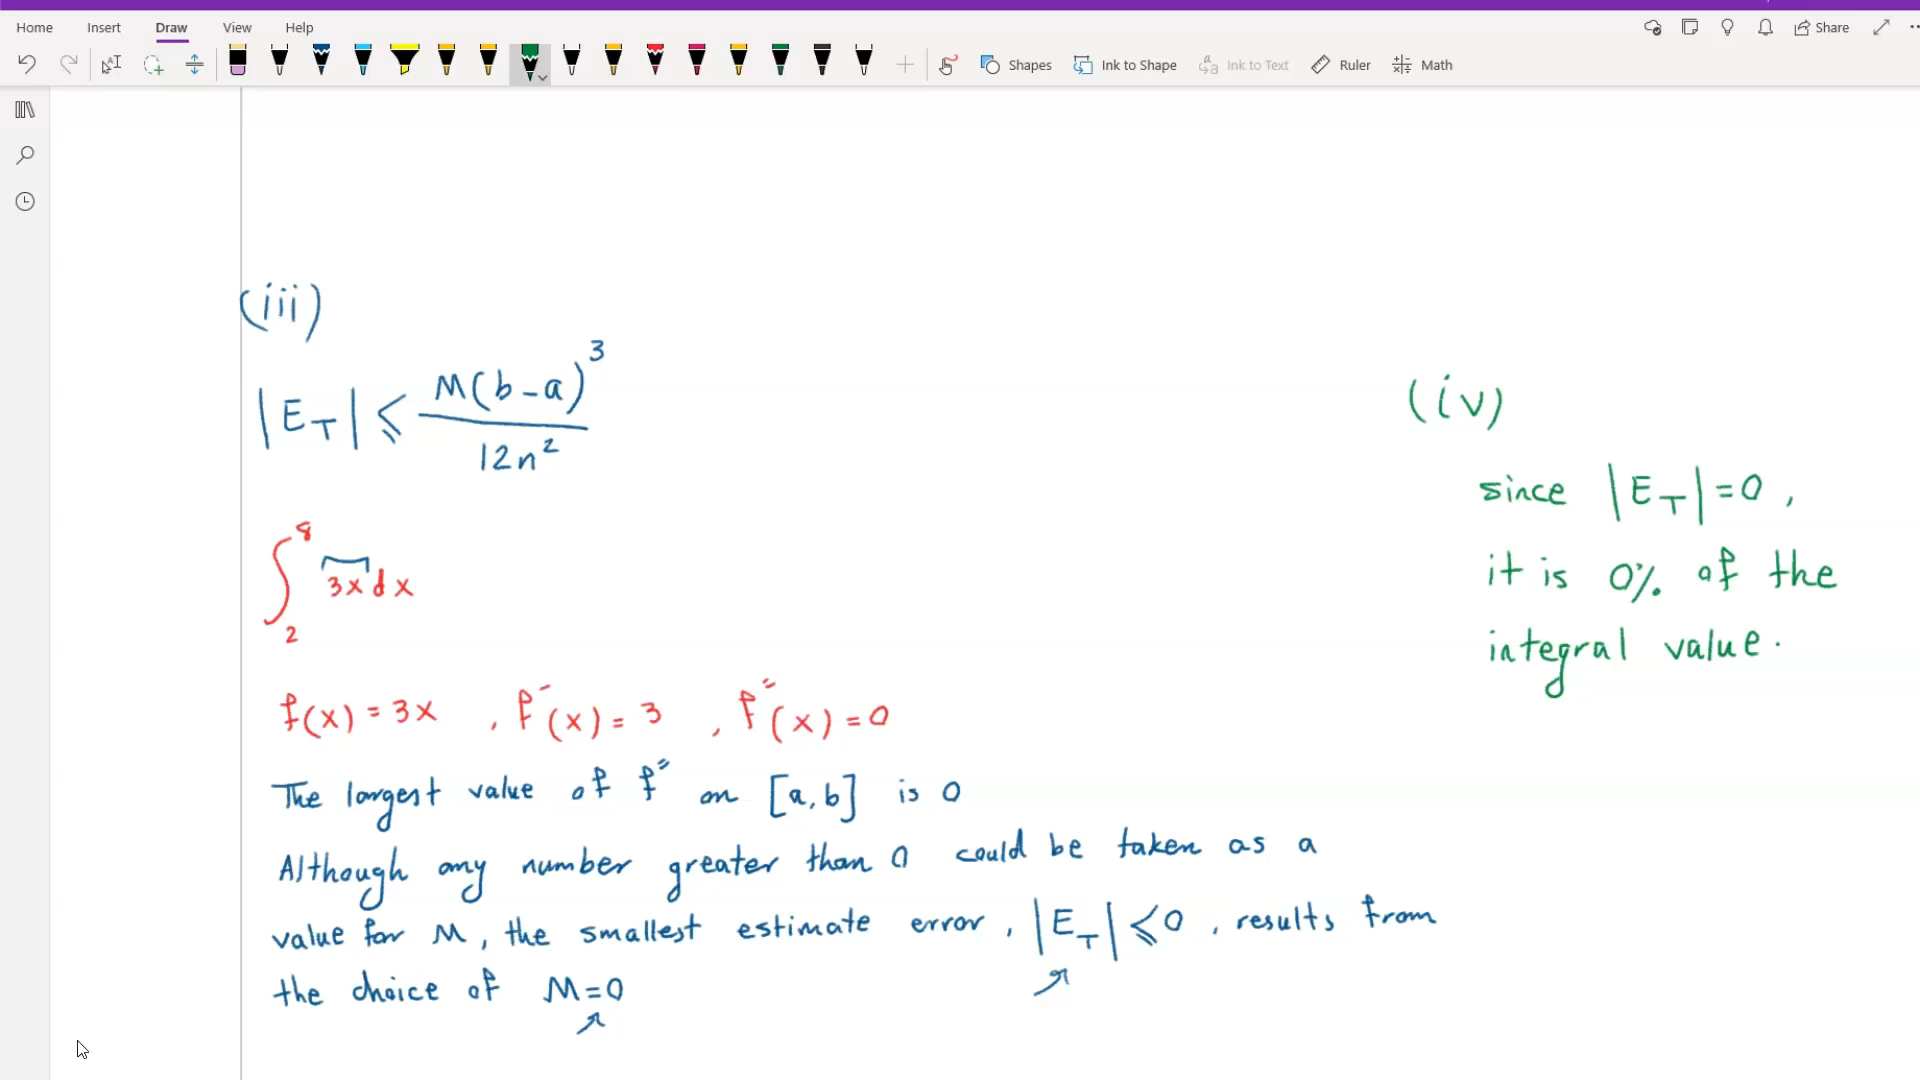 Home Insert Draw View Help Share
Shapes Ink to Shape Ink to Text Ruler Math
(iii)
|E_T| ≤ M(b-a)^3 / 12n^2
∫_2^8 3x dx
f(x) = 3x , f'(x) = 3 , f''(x) = 0
The largest value of f'' on [a,b] is 0
Although any number greater than 0 could be taken as a
value for M, the smallest estimate error, |E_T| ≤ 0 , results from
the choice of M=0
(iv)
since |E_T| = 0 ,
it is 0% of the
integral value.